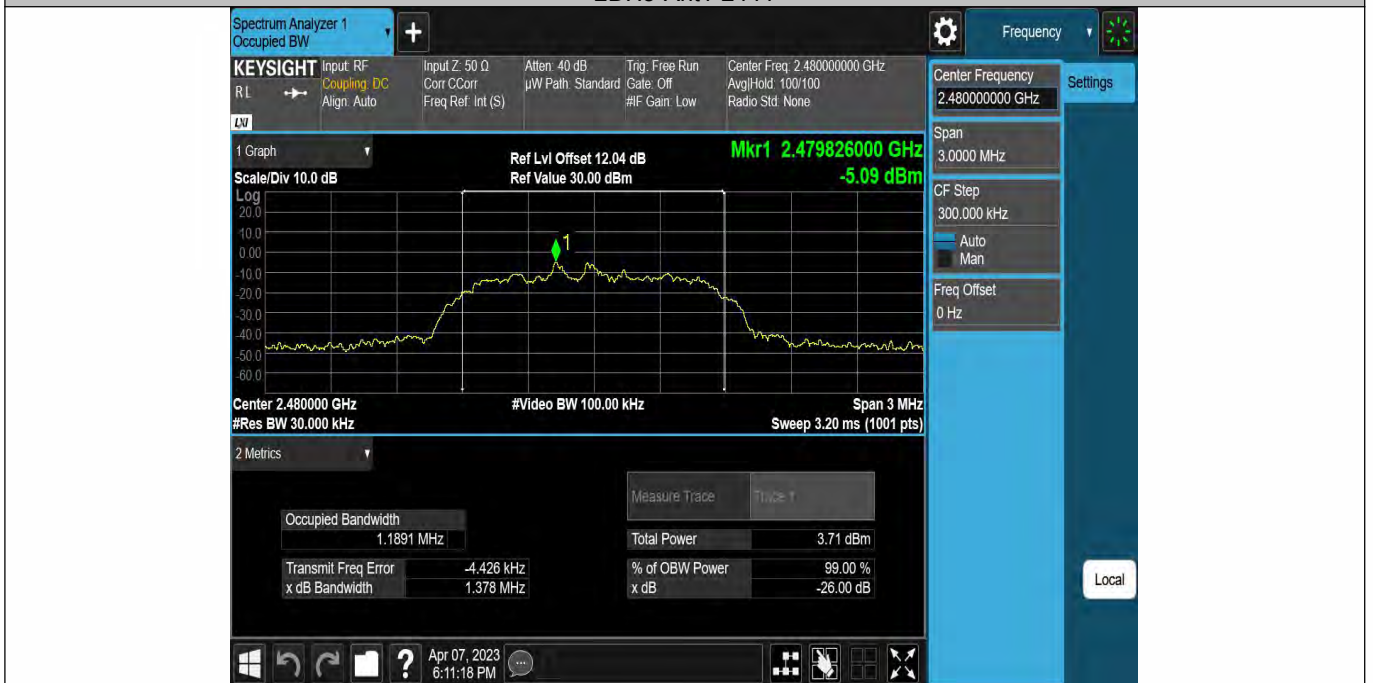 Spectrum Analyzer 1
Occupied BW
Frequency
KEYSIGHT
RL
LXI
Input: RF
Coupling: DC
Align: Auto
Input Z: 50 Ω
Corr CCorr
Freq Ref: Int (S)
Atten: 40 dB
µW Path: Standard
Trig: Free Run
Gate: Off
#IF Gain: Low
Center Freq: 2.480000000 GHz
Avg|Hold: 100/100
Radio Std: None
Center Frequency
2.480000000 GHz
Settings
Span
3.0000 MHz
CF Step
300.000 kHz
Auto
Man
Freq Offset
0 Hz
Local
1 Graph
Scale/Div 10.0 dB
Ref Lvl Offset 12.04 dB
Ref Value 30.00 dBm
Mkr1 2.479826000 GHz
-5.09 dBm
Log
20.0
10.0
0.00
-10.0
-20.0
-30.0
-40.0
-50.0
-60.0
1
Center 2.480000 GHz
#Video BW 100.00 kHz
Span 3 MHz
#Res BW 30.000 kHz
Sweep 3.20 ms (1001 pts)
2 Metrics
Measure Trace
Trace 1
Occupied Bandwidth
1.1891 MHz
Total Power 3.71 dBm
Transmit Freq Error -4.426 kHz
% of OBW Power 99.00 %
x dB Bandwidth 1.378 MHz
x dB -26.00 dB
Apr 07, 2023
6:11:18 PM